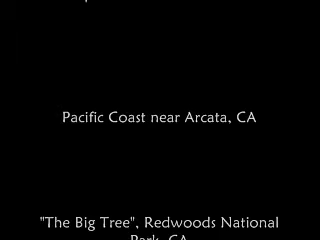 Pacific Coast near Arcata, CA
"The Big Tree", Redwoods National
Park, CA